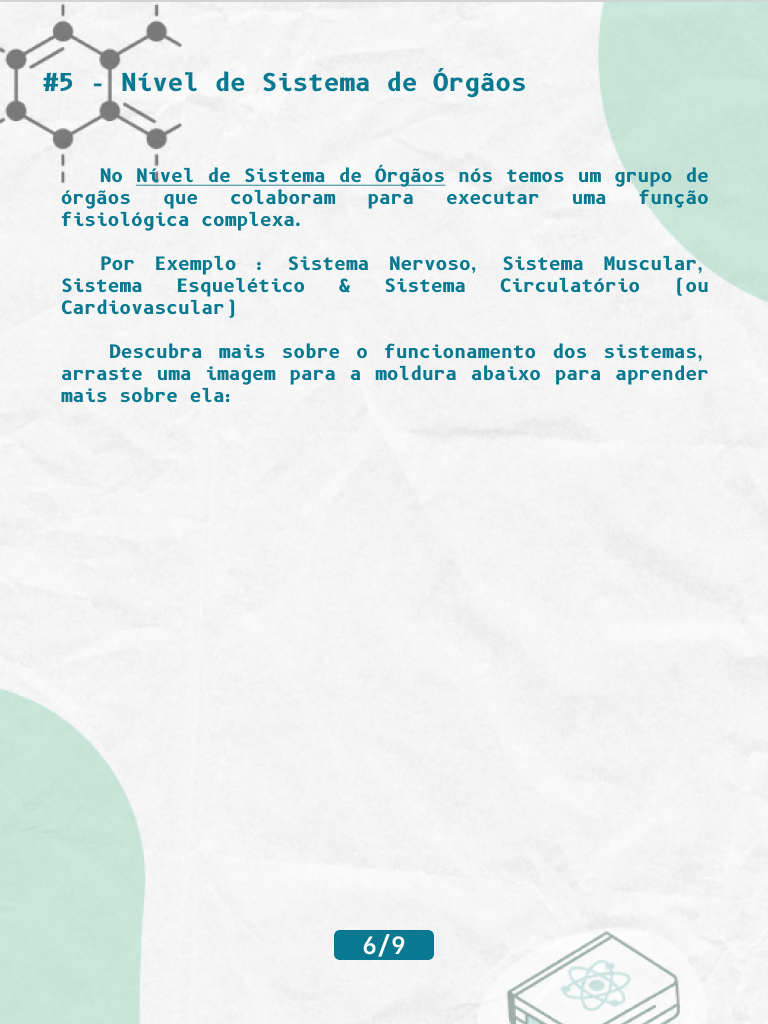 #5 - Nível de Sistema de Órgãos
No Nível de Sistema de Órgãos nós temos um grupo de
órgãos que colaboram para executar uma função
fisiológica complexa.
Por Exemplo : Sistema Nervoso, Sistema Muscular,
Sistema Esquelético & Sistema Circulatório (ou
Cardiovascular)
Descubra mais sobre o funcionamento dos sistemas,
arraste uma imagem para a moldura abaixo para aprender
mais sobre ela:
6/9